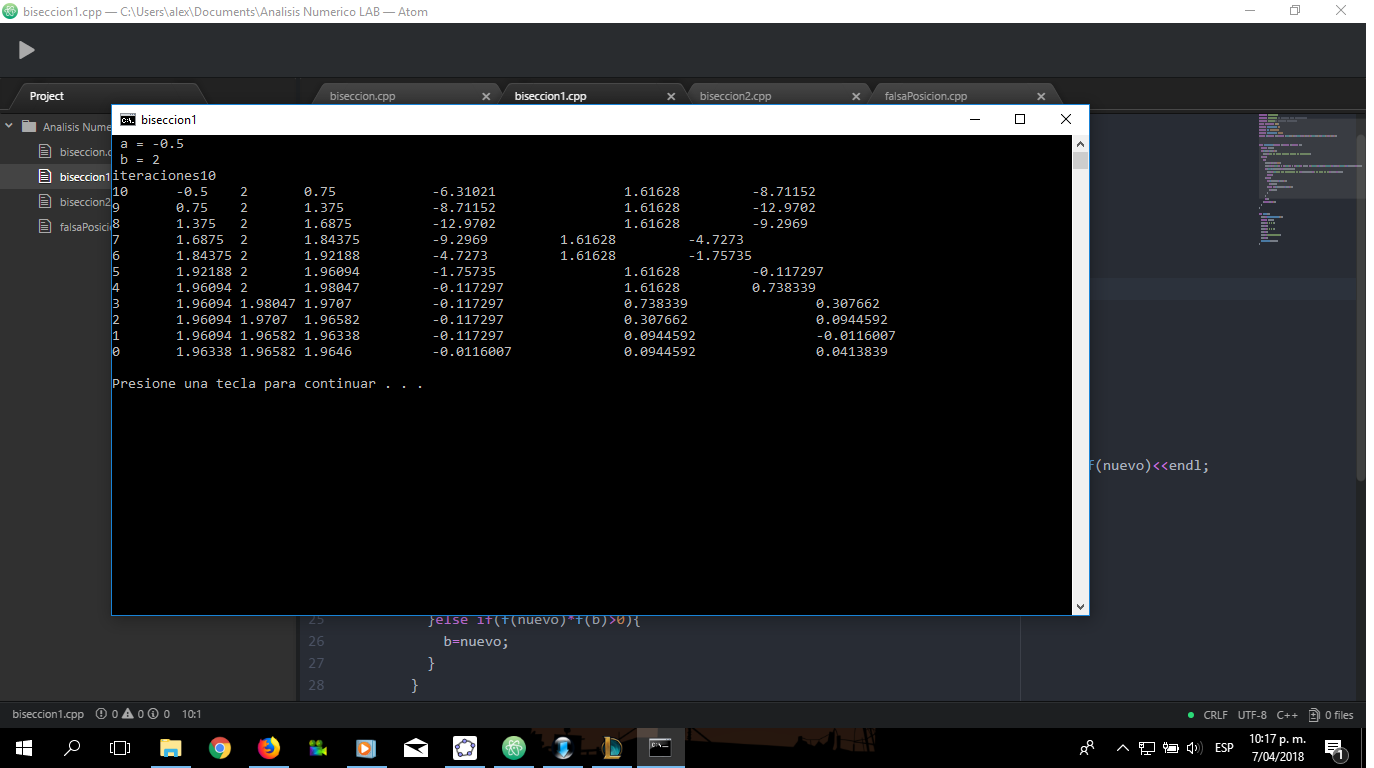 biseccion1.cpp — C:\Users\alex\Documents\Analisis Numerico LAB — Atom
Project
biseccion.cpp
biseccion1.cpp
biseccion2.cpp
falsaPosicion.cpp
Analisis Nume
biseccion.c
biseccion1
biseccion2
falsaPosici
biseccion1
a = -0.5
b = 2
iteraciones10
10 -0.5 2 0.75 -6.31021 1.61628 -8.71152
9 0.75 2 1.375 -8.71152 1.61628 -12.9702
8 1.375 2 1.6875 -12.9702 1.61628 -9.2969
7 1.6875 2 1.84375 -9.2969 1.61628 -4.7273
6 1.84375 2 1.92188 -4.7273 1.61628 -1.75735
5 1.92188 2 1.96094 -1.75735 1.61628 -0.117297
4 1.96094 2 1.98047 -0.117297 1.61628 0.738339
3 1.96094 1.98047 1.9707 -0.117297 0.738339 0.307662
2 1.96094 1.9707 1.96582 -0.117297 0.307662 0.0944592
1 1.96094 1.96582 1.96338 -0.117297 0.0944592 -0.0116007
0 1.96338 1.96582 1.9646 -0.0116007 0.0944592 0.0413839
Presione una tecla para continuar . . .
f(nuevo)<<endl;
25 }else if(f(nuevo)*f(b)>0){
26 b=nuevo;
27 }
28 }
biseccion1.cpp 0 0 0 10:1
CRLF UTF-8 C++ 0 files
ESP
10:17 p. m.
7/04/2018
1